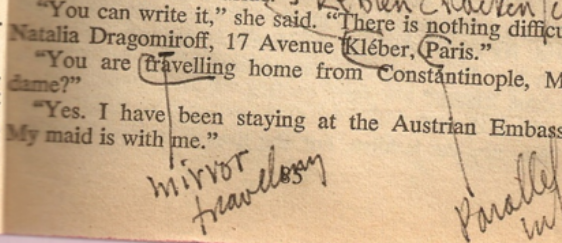 "You can write it," she said. "There is nothing difficu
Natalia Dragomiroff, 17 Avenue Kléber, Paris."
"You are travelling home from Constantinople, M
dame?"
"Yes. I have been staying at the Austrian Embass
My maid is with me."
85
mirror
Parallel
in